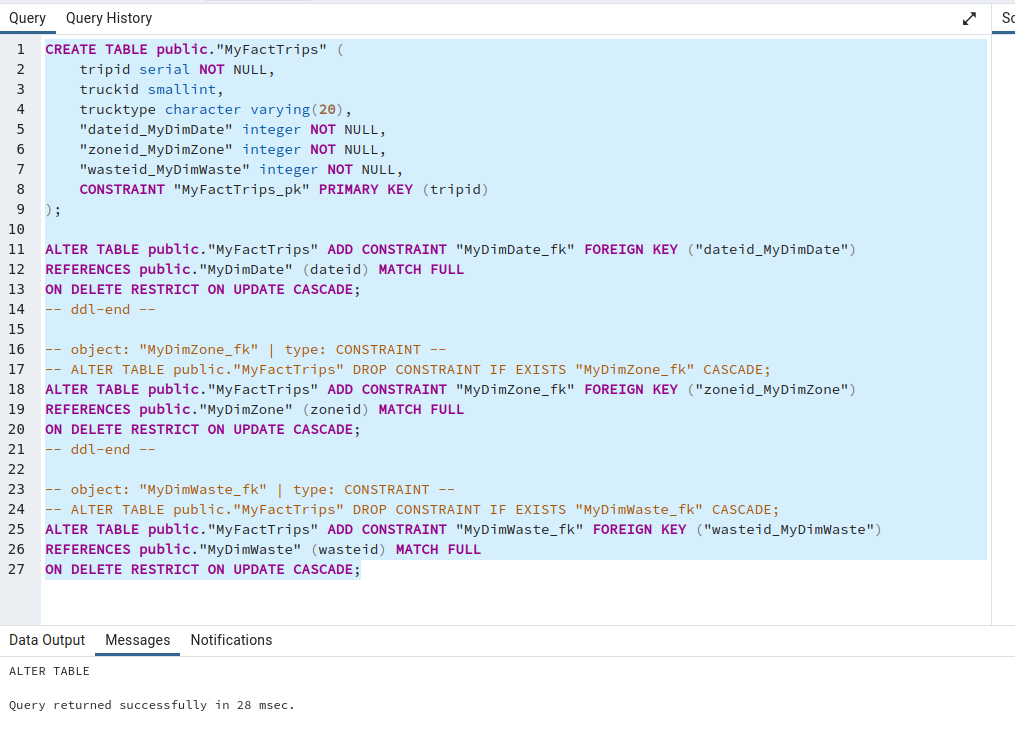 Query Query History Sc
1 CREATE TABLE public."MyFactTrips" (
2 tripid serial NOT NULL,
3 truckid smallint,
4 trucktype character varying(20),
5 "dateid_MyDimDate" integer NOT NULL,
6 "zoneid_MyDimZone" integer NOT NULL,
7 "wasteid_MyDimWaste" integer NOT NULL,
8 CONSTRAINT "MyFactTrips_pk" PRIMARY KEY (tripid)
9 );
10
11 ALTER TABLE public."MyFactTrips" ADD CONSTRAINT "MyDimDate_fk" FOREIGN KEY ("dateid_MyDimDate")
12 REFERENCES public."MyDimDate" (dateid) MATCH FULL
13 ON DELETE RESTRICT ON UPDATE CASCADE;
14 -- ddl-end --
15
16 -- object: "MyDimZone_fk" | type: CONSTRAINT --
17 -- ALTER TABLE public."MyFactTrips" DROP CONSTRAINT IF EXISTS "MyDimZone_fk" CASCADE;
18 ALTER TABLE public."MyFactTrips" ADD CONSTRAINT "MyDimZone_fk" FOREIGN KEY ("zoneid_MyDimZone")
19 REFERENCES public."MyDimZone" (zoneid) MATCH FULL
20 ON DELETE RESTRICT ON UPDATE CASCADE;
21 -- ddl-end --
22
23 -- object: "MyDimWaste_fk" | type: CONSTRAINT --
24 -- ALTER TABLE public."MyFactTrips" DROP CONSTRAINT IF EXISTS "MyDimWaste_fk" CASCADE;
25 ALTER TABLE public."MyFactTrips" ADD CONSTRAINT "MyDimWaste_fk" FOREIGN KEY ("wasteid_MyDimWaste")
26 REFERENCES public."MyDimWaste" (wasteid) MATCH FULL
27 ON DELETE RESTRICT ON UPDATE CASCADE;
Data Output Messages Notifications
ALTER TABLE
Query returned successfully in 28 msec.